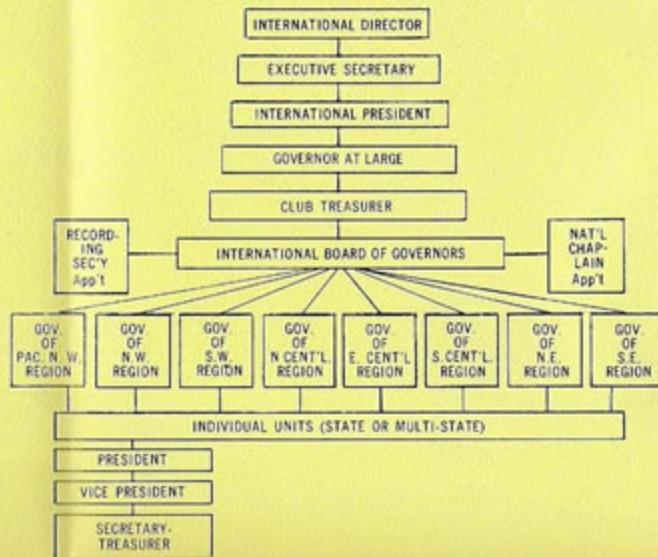 INTERNATIONAL DIRECTOR
EXECUTIVE SECRETARY
INTERNATIONAL PRESIDENT
GOVERNOR AT LARGE
CLUB TREASURER
RECORD-
ING
SEC'Y
App't
INTERNATIONAL BOARD OF GOVERNORS
NAT'L
CHAP-
LAIN
App't
GOV.
OF
PAC. N. W.
REGION
GOV.
OF
N.W.
REGION
GOV.
OF
S.W.
REGION
GOV.
OF
N CENT'L.
REGION
GOV.
OF
E. CENT'L
REGION
GOV.
OF
S.CENT'L.
REGION
GOV.
OF
N.E.
REGION
GOV.
OF
S.E.
REGION
INDIVIDUAL UNITS (STATE OR MULTI-STATE)
PRESIDENT
VICE PRESIDENT
SECRETARY-
TREASURER